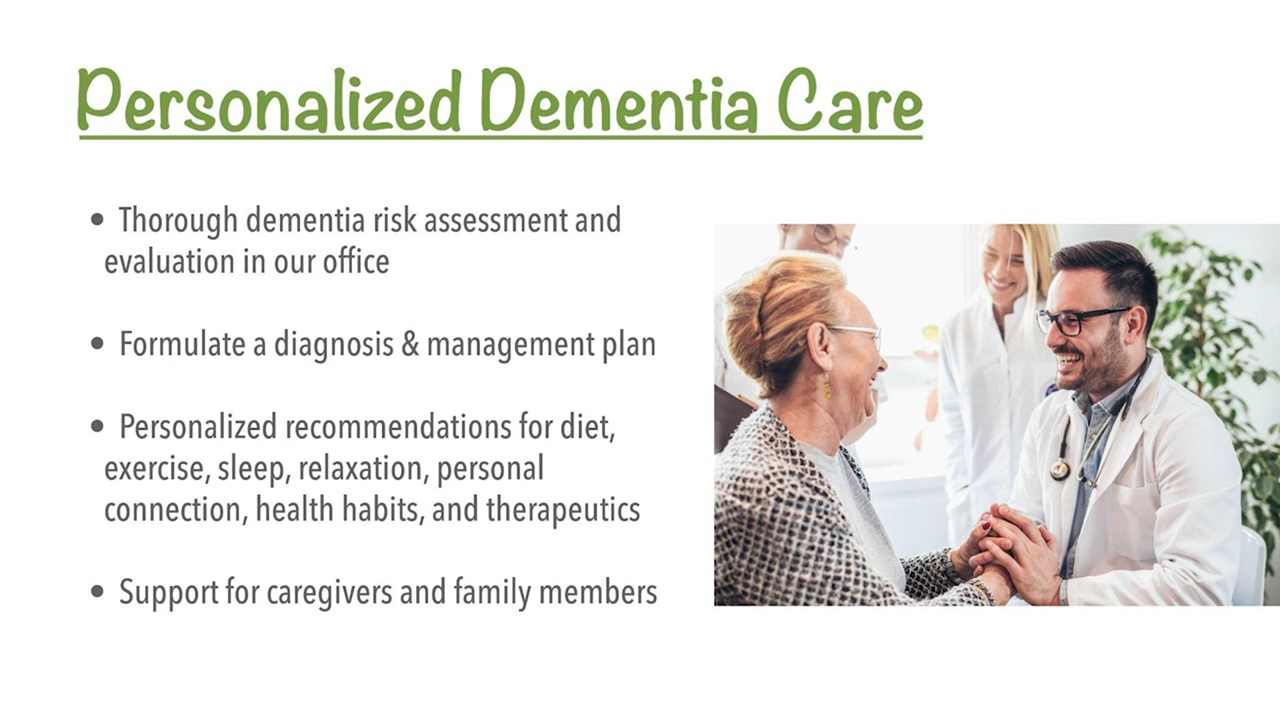 Personalized Dementia Care
• Thorough dementia risk assessment and
evaluation in our office
• Formulate a diagnosis & management plan
• Personalized recommendations for diet,
exercise, sleep, relaxation, personal
connection, health habits, and therapeutics
• Support for caregivers and family members